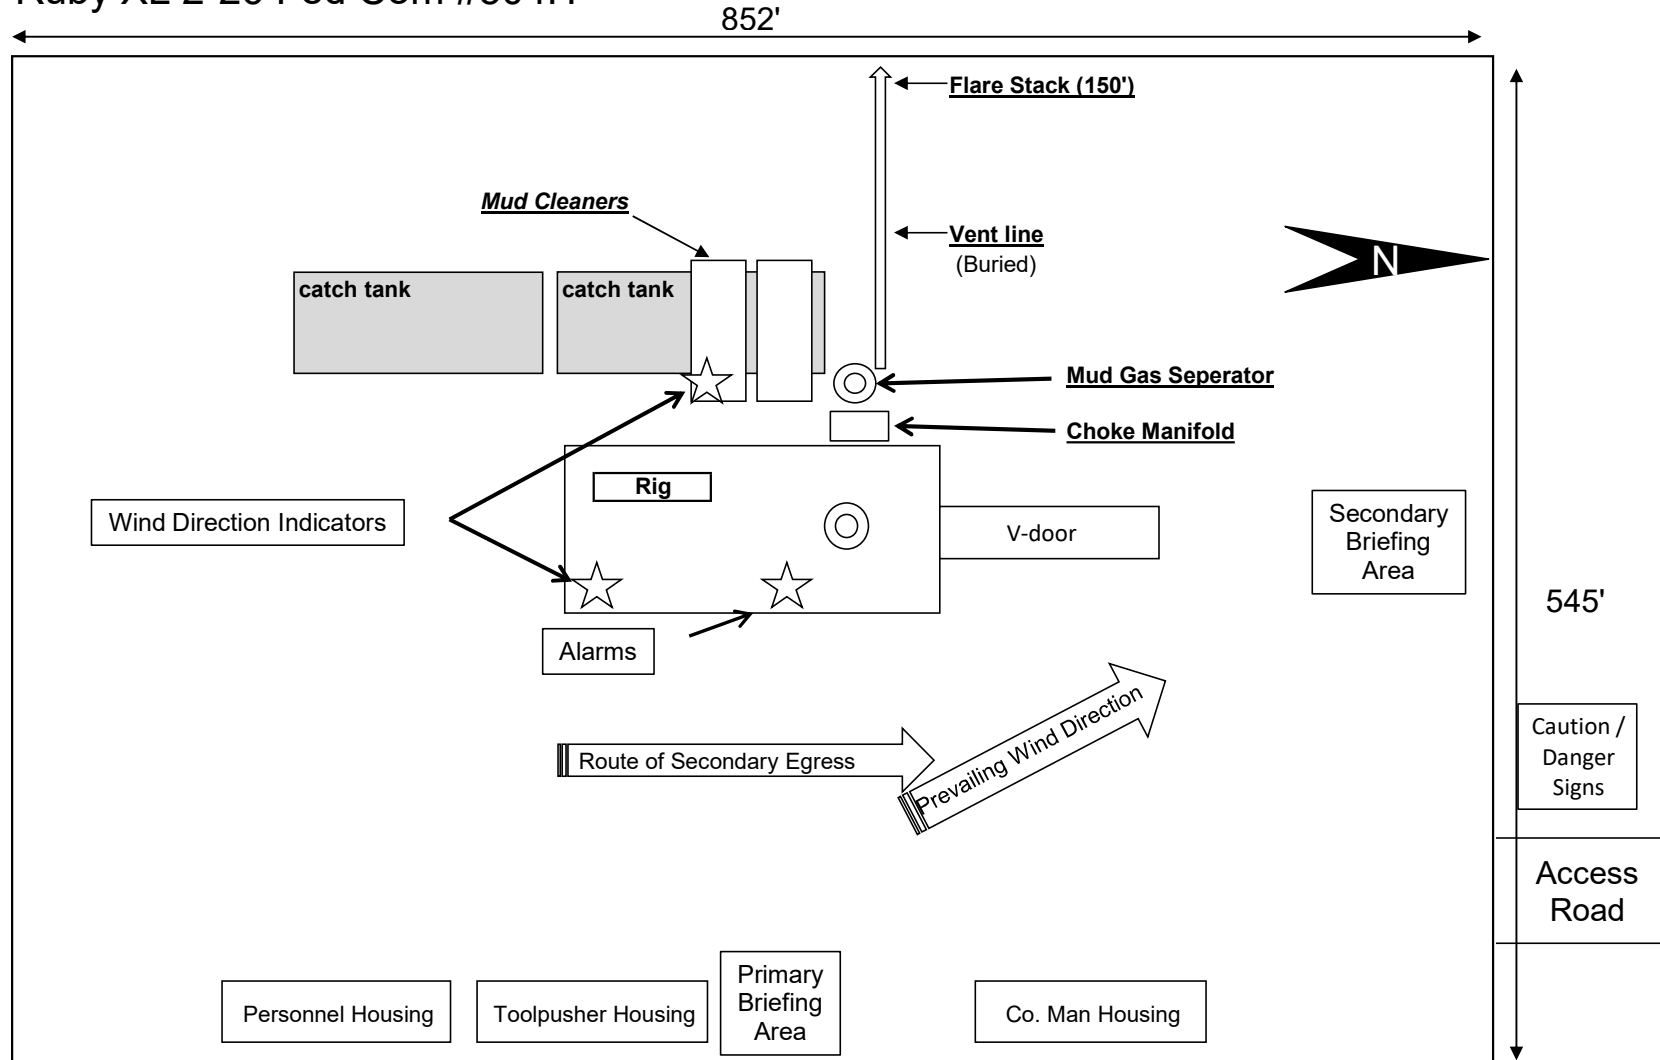 852'
Flare Stack (150')
Mud Cleaners
Vent line
(Buried)
N
catch tank
catch tank
Mud Gas Seperator
Choke Manifold
Rig
Wind Direction Indicators
V-door
Secondary
Briefing
Area
545'
Alarms
Prevailing Wind Direction
Route of Secondary Egress
Caution /
Danger
Signs
Access
Road
Primary
Briefing
Area
Personnel Housing
Toolpusher Housing
Co. Man Housing